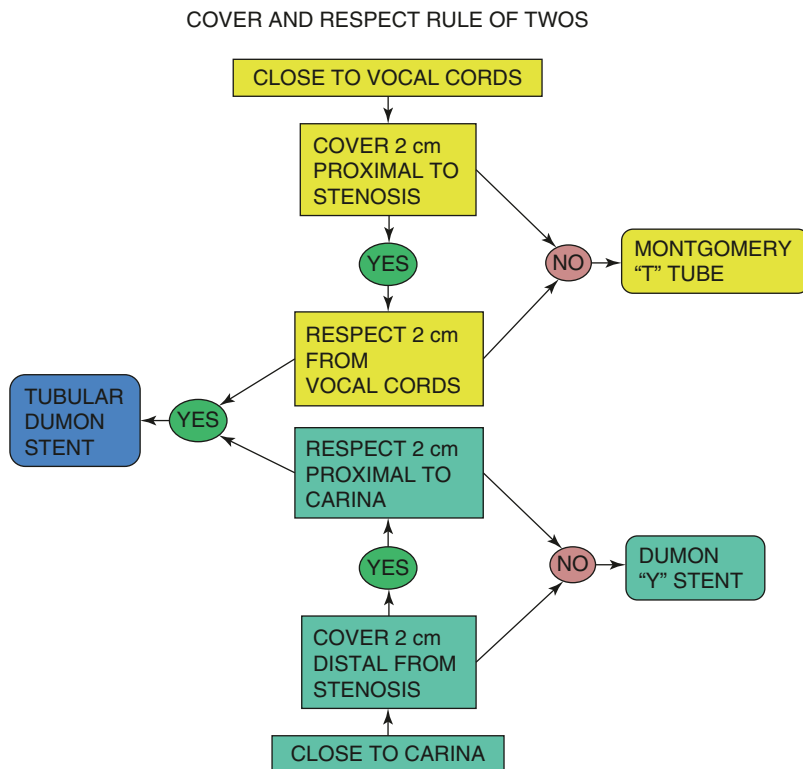 COVER AND RESPECT RULE OF TWOS
CLOSE TO VOCAL CORDS
COVER 2 cm
PROXIMAL TO
STENOSIS
YES
NO
MONTGOMERY
“T” TUBE
RESPECT 2 cm
FROM
VOCAL CORDS
TUBULAR
DUMON
STENT
YES
RESPECT 2 cm
PROXIMAL TO
CARINA
YES
NO
DUMON
“Y” STENT
COVER 2 cm
DISTAL FROM
STENOSIS
CLOSE TO CARINA